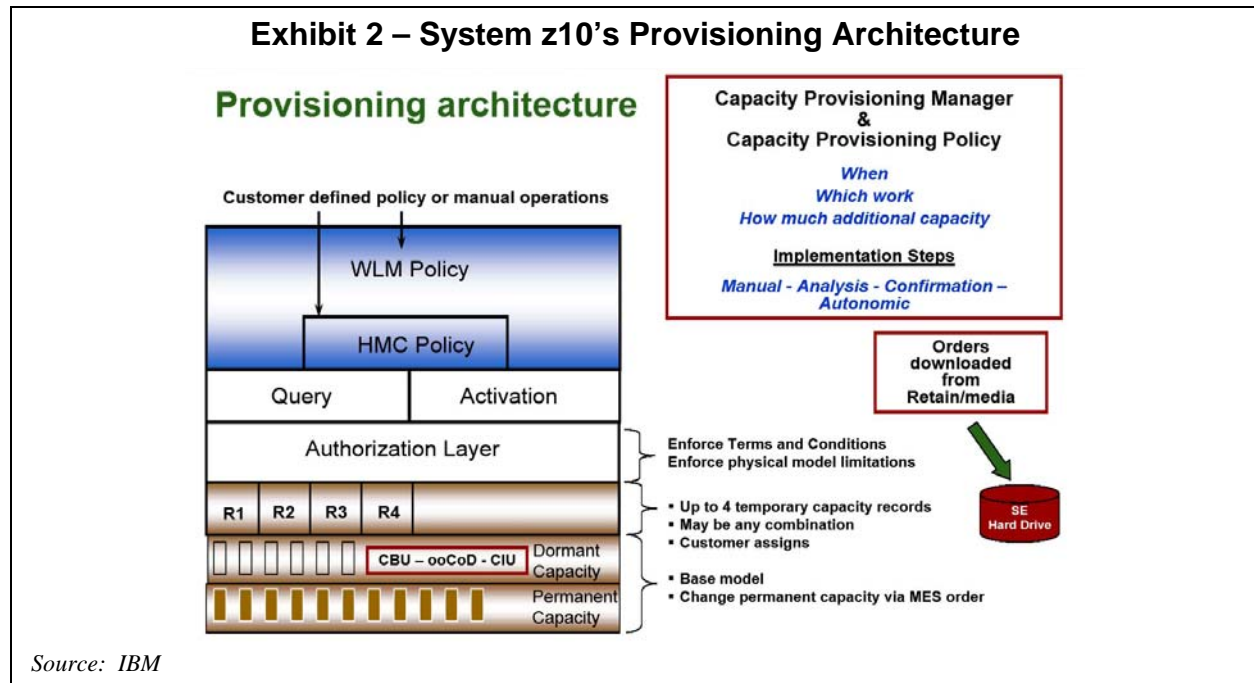 Exhibit 2 – System z10's Provisioning Architecture
Provisioning architecture
Capacity Provisioning Manager
&
Capacity Provisioning Policy
When
Which work
How much additional capacity
Implementation Steps
Manual - Analysis - Confirmation –
Autonomic
Customer defined policy or manual operations
WLM Policy
HMC Policy
Query
Activation
Authorization Layer
Enforce Terms and Conditions
Enforce physical model limitations
Orders
downloaded
from
Retain/media
SE
Hard Drive
R1
R2
R3
R4
▪ Up to 4 temporary capacity records
▪ May be any combination
▪ Customer assigns
CBU – ooCoD - CIU
Dormant
Capacity
Permanent
Capacity
▪ Base model
▪ Change permanent capacity via MES order
Source: IBM